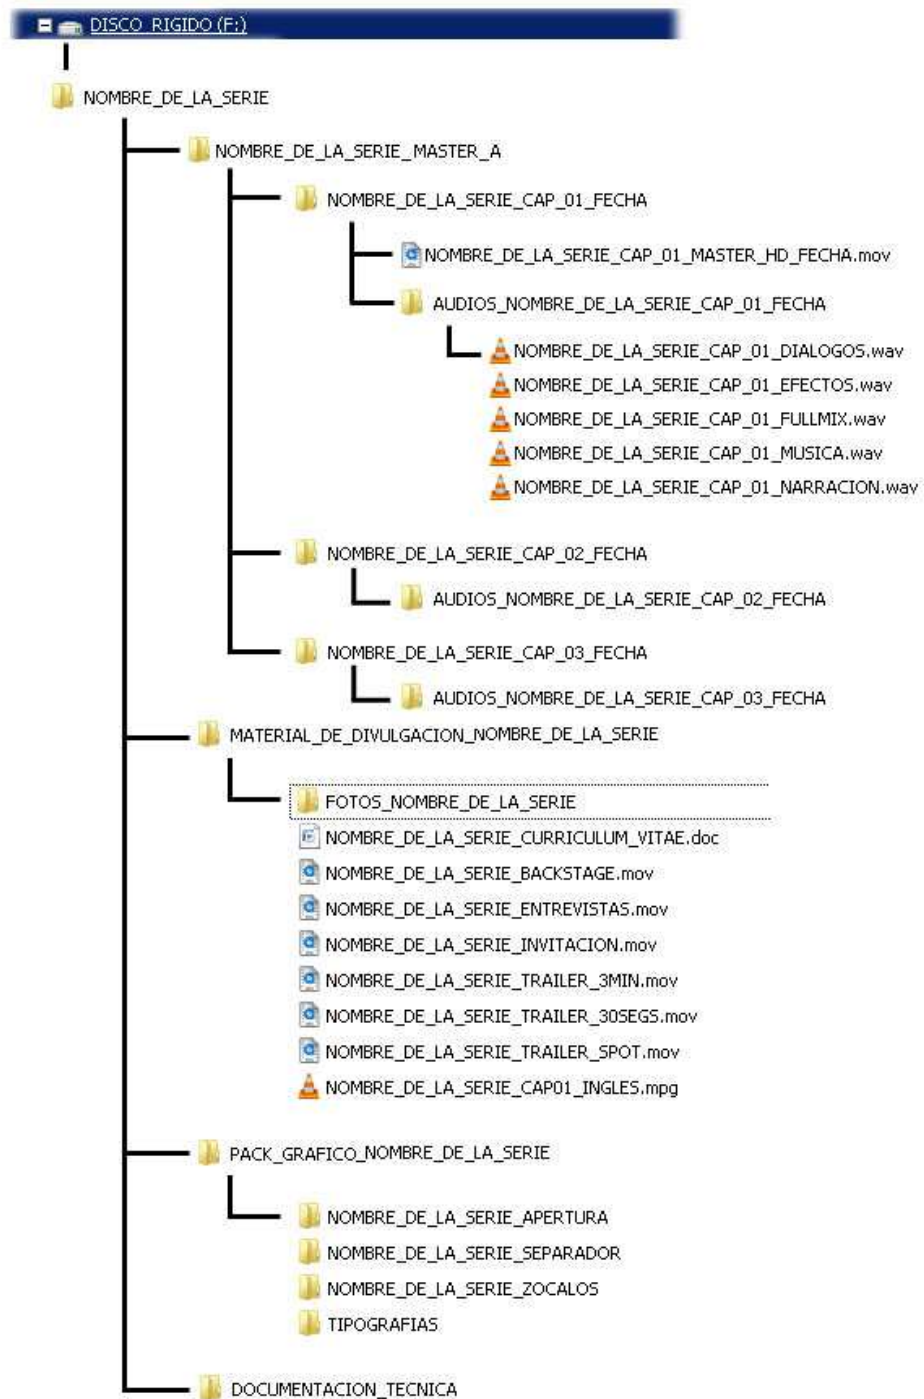 DISCO_RIGIDO (F:)
NOMBRE_DE_LA_SERIE
NOMBRE_DE_LA_SERIE_MASTER_A
NOMBRE_DE_LA_SERIE_CAP_01_FECHA
NOMBRE_DE_LA_SERIE_CAP_01_MASTER_HD_FECHA.mov
AUDIOS_NOMBRE_DE_LA_SERIE_CAP_01_FECHA
NOMBRE_DE_LA_SERIE_CAP_01_DIALOGOS.wav
NOMBRE_DE_LA_SERIE_CAP_01_EFECTOS.wav
NOMBRE_DE_LA_SERIE_CAP_01_FULLMIX.wav
NOMBRE_DE_LA_SERIE_CAP_01_MUSICA.wav
NOMBRE_DE_LA_SERIE_CAP_01_NARRACION.wav
NOMBRE_DE_LA_SERIE_CAP_02_FECHA
AUDIOS_NOMBRE_DE_LA_SERIE_CAP_02_FECHA
NOMBRE_DE_LA_SERIE_CAP_03_FECHA
AUDIOS_NOMBRE_DE_LA_SERIE_CAP_03_FECHA
MATERIAL_DE_DIVULGACION_NOMBRE_DE_LA_SERIE
FOTOS_NOMBRE_DE_LA_SERIE
NOMBRE_DE_LA_SERIE_CURRICULUM_VITAE.doc
NOMBRE_DE_LA_SERIE_BACKSTAGE.mov
NOMBRE_DE_LA_SERIE_ENTREVISTAS.mov
NOMBRE_DE_LA_SERIE_INVITACION.mov
NOMBRE_DE_LA_SERIE_TRAILER_3MIN.mov
NOMBRE_DE_LA_SERIE_TRAILER_30SEGS.mov
NOMBRE_DE_LA_SERIE_TRAILER_SPOT.mov
NOMBRE_DE_LA_SERIE_CAP01_INGLES.mpg
PACK_GRAFICO_NOMBRE_DE_LA_SERIE
NOMBRE_DE_LA_SERIE_APERTURA
NOMBRE_DE_LA_SERIE_SEPARADOR
NOMBRE_DE_LA_SERIE_ZOCALOS
TIPOGRAFIAS
DOCUMENTACION_TECNICA